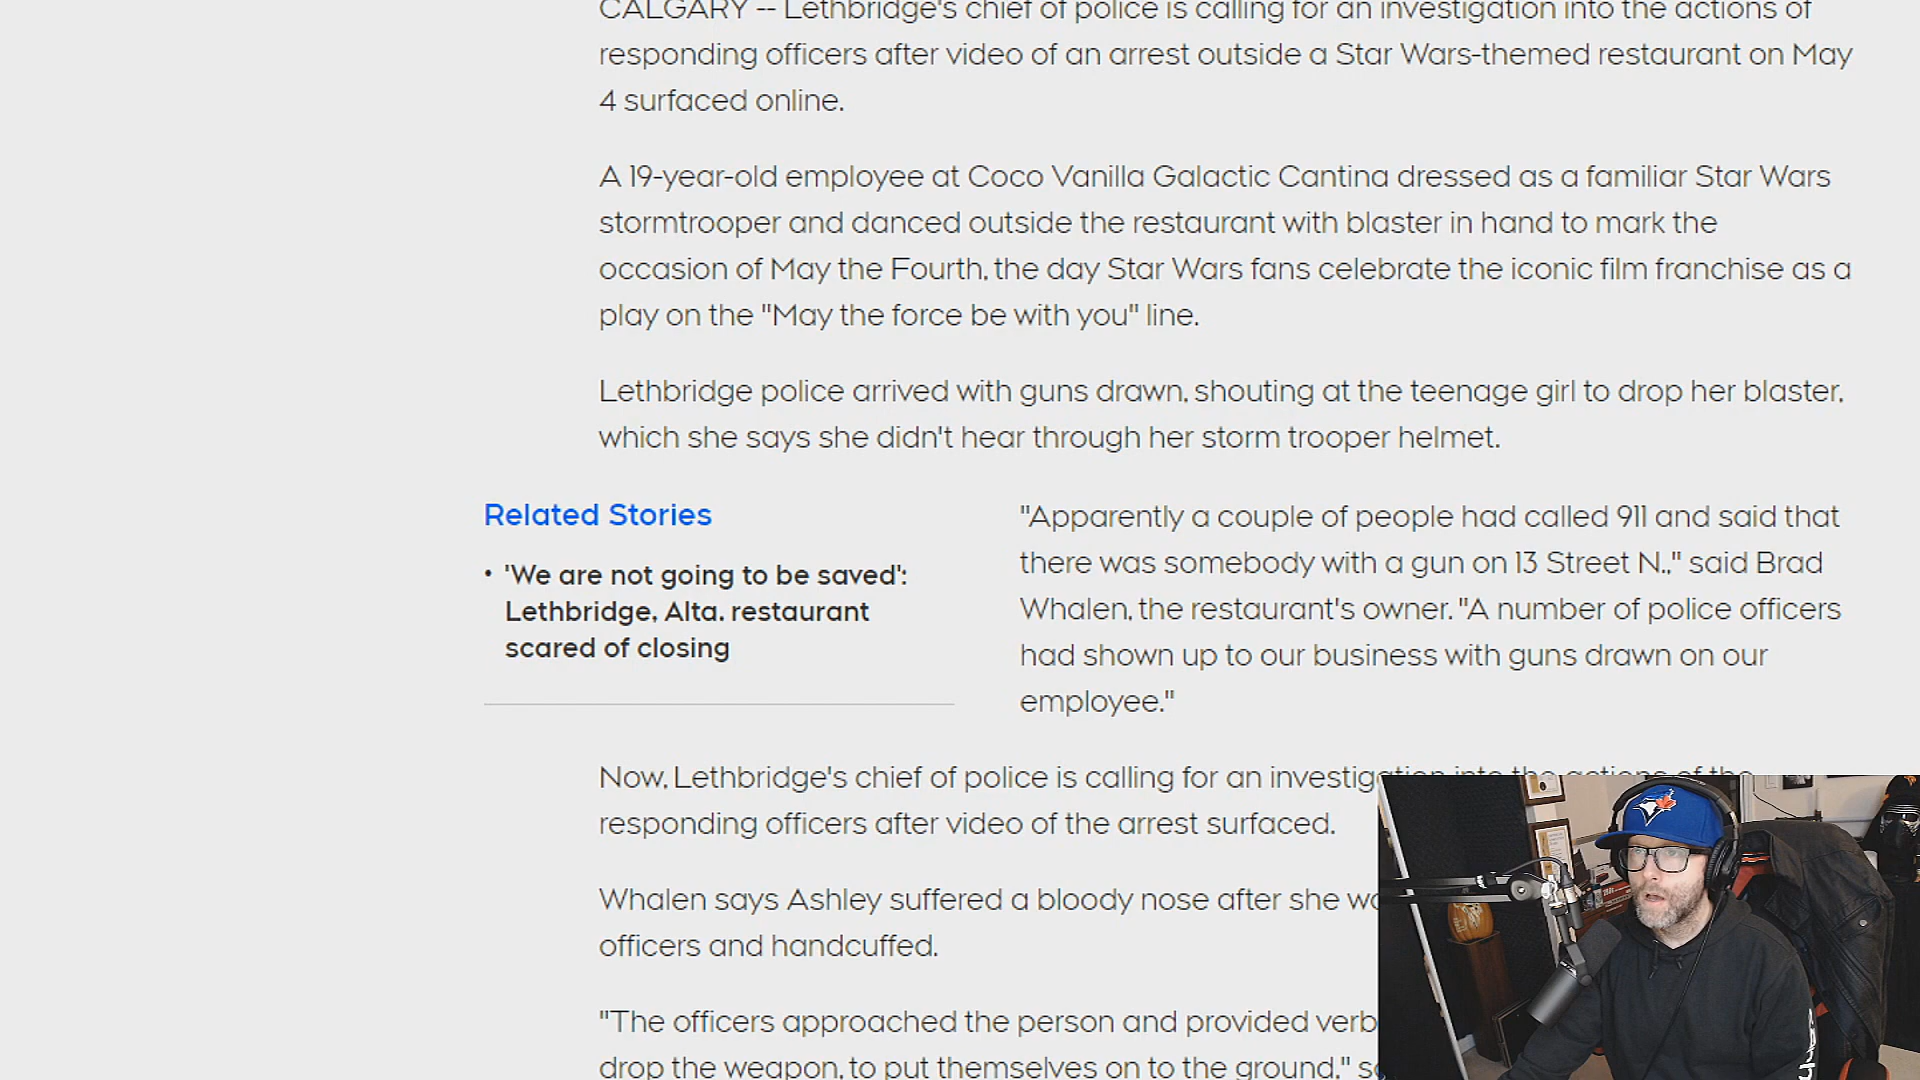 CALGARY -- Lethbridge's chief of police is calling for an investigation into the actions of
responding officers after video of an arrest outside a Star Wars-themed restaurant on May
4 surfaced online.
A 19-year-old employee at Coco Vanilla Galactic Cantina dressed as a familiar Star Wars
stormtrooper and danced outside the restaurant with blaster in hand to mark the
occasion of May the Fourth, the day Star Wars fans celebrate the iconic film franchise as a
play on the "May the force be with you" line.
Lethbridge police arrived with guns drawn, shouting at the teenage girl to drop her blaster,
which she says she didn't hear through her storm trooper helmet.
Related Stories
• 'We are not going to be saved':
Lethbridge, Alta. restaurant
scared of closing
"Apparently a couple of people had called 911 and said that
there was somebody with a gun on 13 Street N.," said Brad
Whalen, the restaurant's owner. "A number of police officers
had shown up to our business with guns drawn on our
employee."
Now, Lethbridge's chief of police is calling for an investigation into the actions of the
responding officers after video of the arrest surfaced.
Whalen says Ashley suffered a bloody nose after she
officers and handcuffed.
"The officers approached the person and provided
drop the weapon, to put themselves on to the ground,"